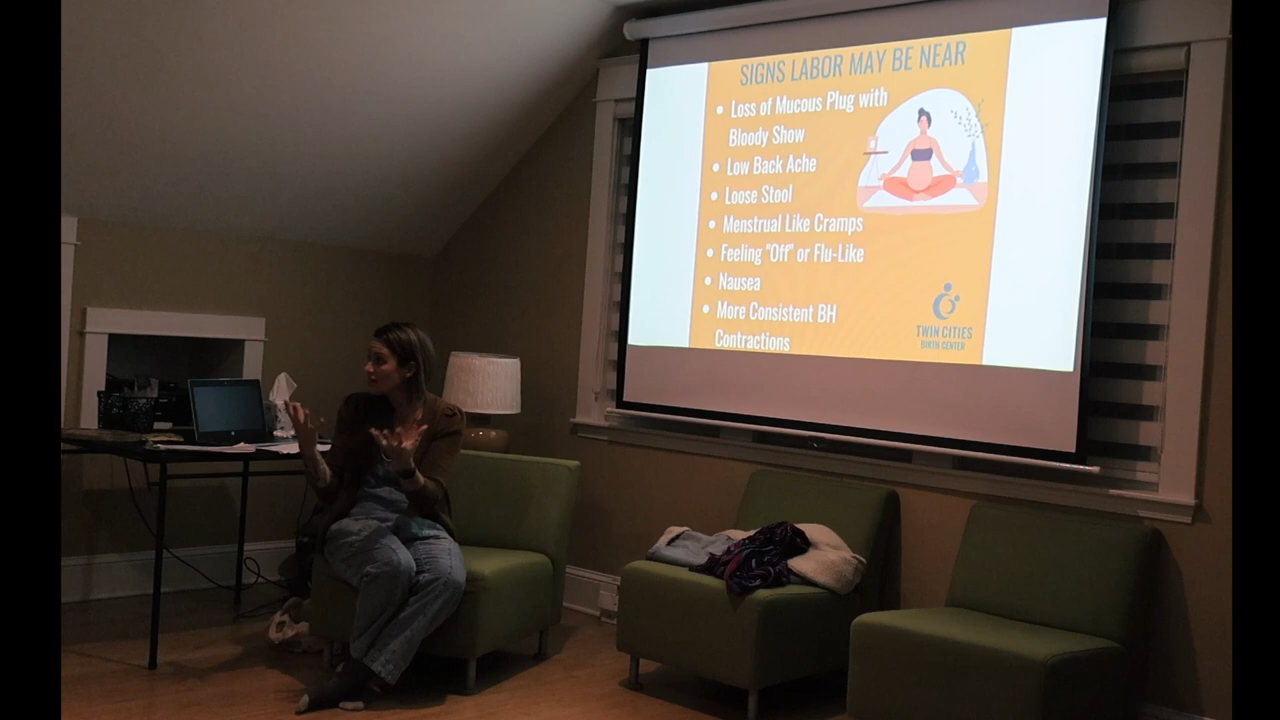 SIGNS LABOR MAY BE NEAR
• Loss of Mucous Plug with
Bloody Show
• Low Back Ache
• Loose Stool
• Menstrual Like Cramps
• Feeling "Off" or Flu-Like
• Nausea
• More Consistent BH
Contractions
TWIN CITIES
BIRTH CENTER